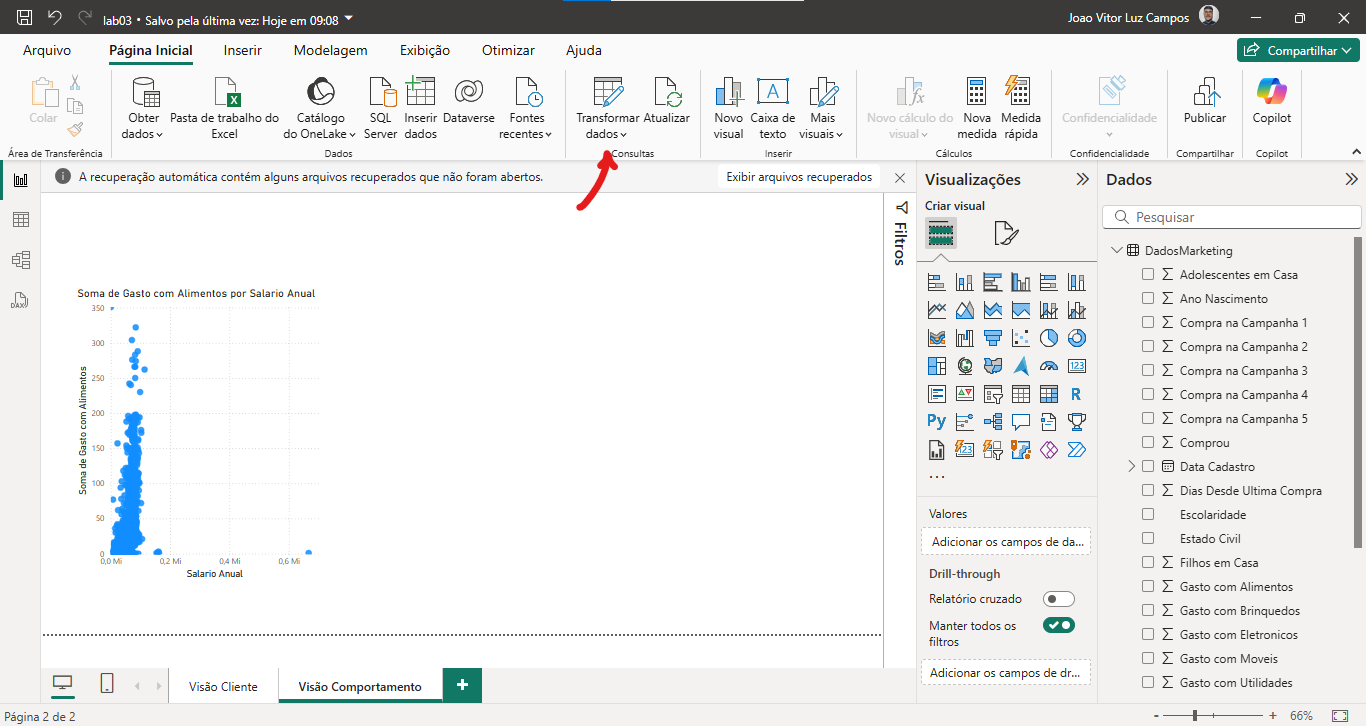 lab03 • Salvo pela última vez: Hoje em 09:08
Joao Vitor Luz Campos
Arquivo
Página Inicial
Inserir
Modelagem
Exibição
Otimizar
Ajuda
Compartilhar
Colar
Obter dados
Pasta de trabalho do Excel
Catálogo do OneLake
SQL Server
Inserir dados
Dataverse
Fontes recentes
Transformar dados
Atualizar
Novo visual
Caixa de texto
Mais visuais
Novo cálculo do visual
Nova medida
Medida rápida
Confidencialidade
Publicar
Copilot
Área de Transferência
Dados
Consultas
Inserir
Cálculos
Confidencialidade
Compartilhar
Copilot
A recuperação automática contém alguns arquivos recuperados que não foram abertos.
Exibir arquivos recuperados
Filtros
Soma de Gasto com Alimentos por Salario Anual
Soma de Gasto com Alimentos
350
300
250
200
150
100
50
0
0,0 Mi
0,2 Mi
0,4 Mi
0,6 Mi
Salario Anual
Visualizações
Criar visual
123
R
Py
123
...
Valores
Adicionar os campos de da...
Drill-through
Relatório cruzado
Manter todos os filtros
Adicionar os campos de dr...
Dados
Pesquisar
DadosMarketing
Adolescentes em Casa
Ano Nascimento
Compra na Campanha 1
Compra na Campanha 2
Compra na Campanha 3
Compra na Campanha 4
Compra na Campanha 5
Comprou
Data Cadastro
Dias Desde Ultima Compra
Escolaridade
Estado Civil
Filhos em Casa
Gasto com Alimentos
Gasto com Brinquedos
Gasto com Eletronicos
Gasto com Moveis
Gasto com Utilidades
DAX
Visão Cliente
Visão Comportamento
Página 2 de 2
66%